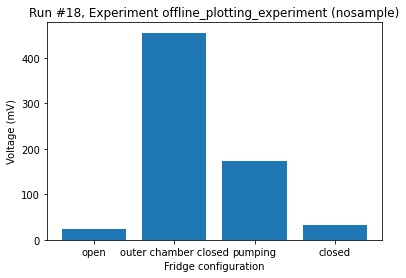 Run #18, Experiment offline_plotting_experiment (nosample)
Voltage (mV)
400
300
200
100
0
open outer chamber closed pumping closed
Fridge configuration